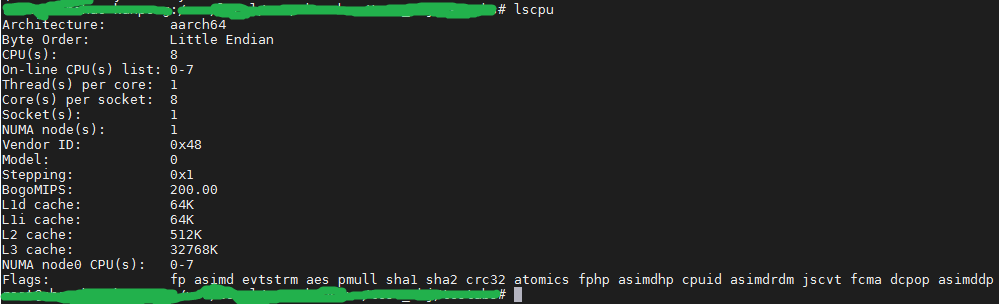 # lscpu
Architecture: aarch64
Byte Order: Little Endian
CPU(s): 8
On-line CPU(s) list: 0-7
Thread(s) per core: 1
Core(s) per socket: 8
Socket(s): 1
NUMA node(s): 1
Vendor ID: 0x48
Model: 0
Stepping: 0x1
BogoMIPS: 200.00
L1d cache: 64K
L1i cache: 64K
L2 cache: 512K
L3 cache: 32768K
NUMA node0 CPU(s): 0-7
Flags: fp asimd evtstrm aes pmull sha1 sha2 crc32 atomics fphp asimdhp cpuid asimdrdm jscvt fcma dcpop asimddp
#